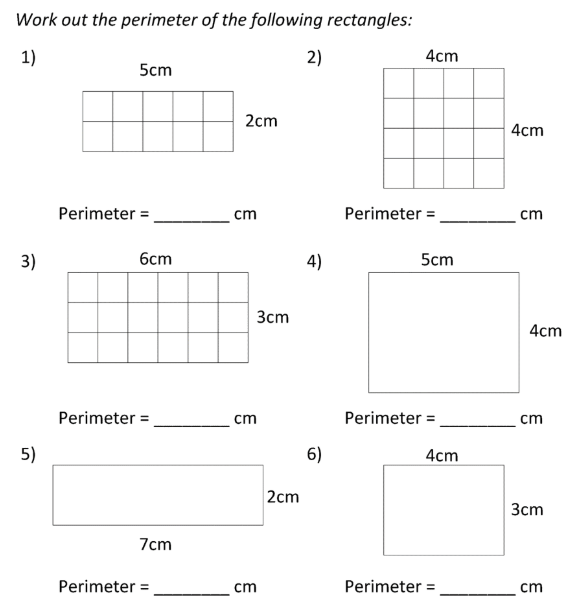 Work out the perimeter of the following rectangles:
1)
5cm
2cm
Perimeter = ________ cm
2)
4cm
4cm
Perimeter = ________ cm
3)
6cm
3cm
Perimeter = ________ cm
4)
5cm
4cm
Perimeter = ________ cm
5)
2cm
7cm
Perimeter = ________ cm
6)
4cm
3cm
Perimeter = ________ cm